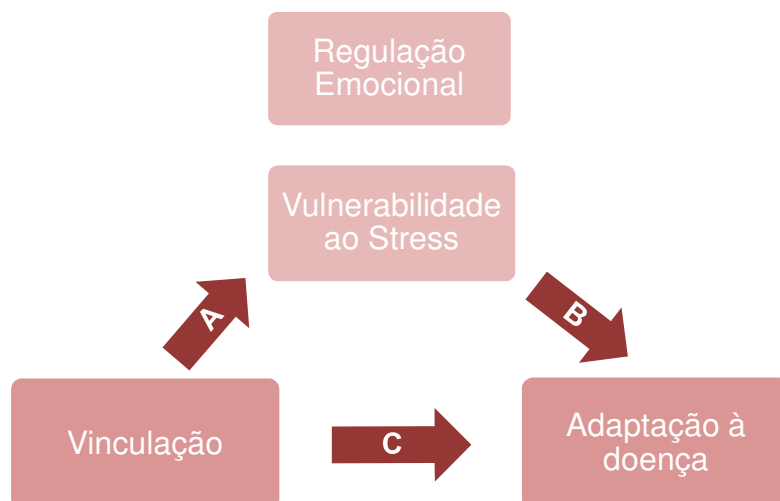 Regulação
Emocional
Vulnerabilidade
ao Stress
A
B
Vinculação
C
Adaptação à
doença